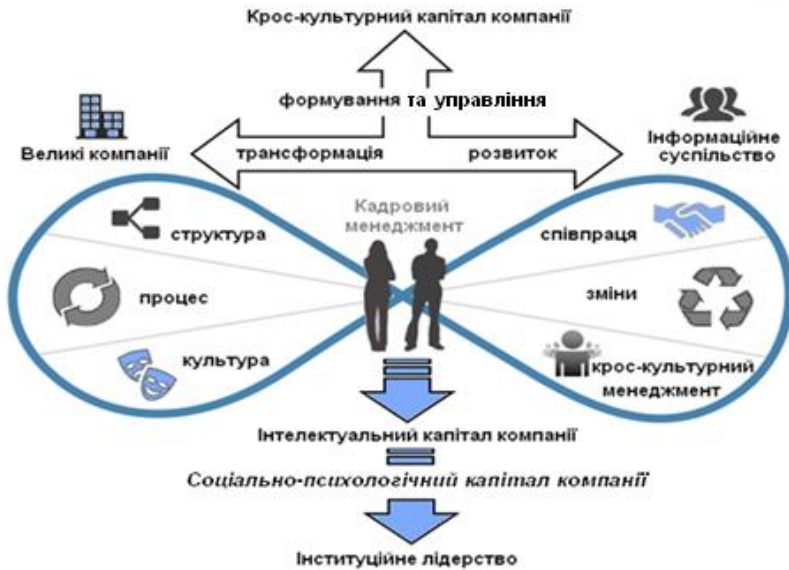 Крос-культурний капітал компанії
формування та управління
Великі компанії
трансформація
розвиток
Інформаційне
суспільство
Кадровий
менеджмент
структура
співпраця
процес
зміни
культура
крос-культурний
менеджмент
Інтелектуальний капітал компанії
Соціально-психологічний капітал компанії
Інституційне лідерство